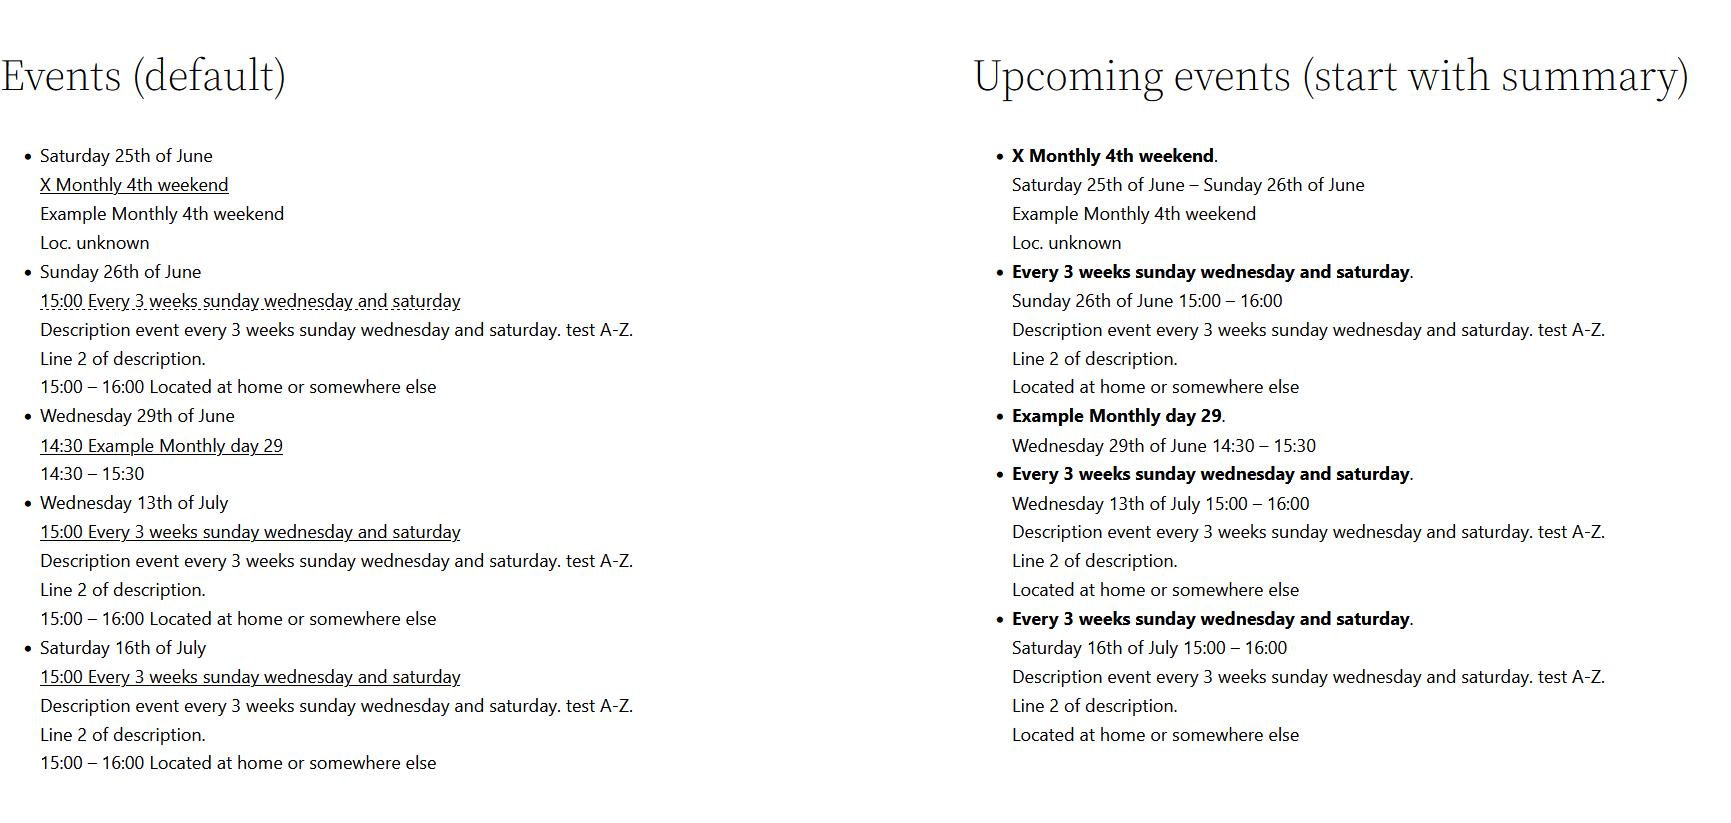 Events (default)
• Saturday 25th of June
X Monthly 4th weekend
Example Monthly 4th weekend
Loc. unknown
• Sunday 26th of June
15:00 Every 3 weeks sunday wednesday and saturday
Description event every 3 weeks sunday wednesday and saturday. test A-Z.
Line 2 of description.
15:00 – 16:00 Located at home or somewhere else
• Wednesday 29th of June
14:30 Example Monthly day 29
14:30 – 15:30
• Wednesday 13th of July
15:00 Every 3 weeks sunday wednesday and saturday
Description event every 3 weeks sunday wednesday and saturday. test A-Z.
Line 2 of description.
15:00 – 16:00 Located at home or somewhere else
• Saturday 16th of July
15:00 Every 3 weeks sunday wednesday and saturday
Description event every 3 weeks sunday wednesday and saturday. test A-Z.
Line 2 of description.
15:00 – 16:00 Located at home or somewhere else
Upcoming events (start with summary)
• X Monthly 4th weekend.
Saturday 25th of June – Sunday 26th of June
Example Monthly 4th weekend
Loc. unknown
• Every 3 weeks sunday wednesday and saturday.
Sunday 26th of June 15:00 – 16:00
Description event every 3 weeks sunday wednesday and saturday. test A-Z.
Line 2 of description.
Located at home or somewhere else
• Example Monthly day 29.
Wednesday 29th of June 14:30 – 15:30
• Every 3 weeks sunday wednesday and saturday.
Wednesday 13th of July 15:00 – 16:00
Description event every 3 weeks sunday wednesday and saturday. test A-Z.
Line 2 of description.
Located at home or somewhere else
• Every 3 weeks sunday wednesday and saturday.
Saturday 16th of July 15:00 – 16:00
Description event every 3 weeks sunday wednesday and saturday. test A-Z.
Line 2 of description.
Located at home or somewhere else